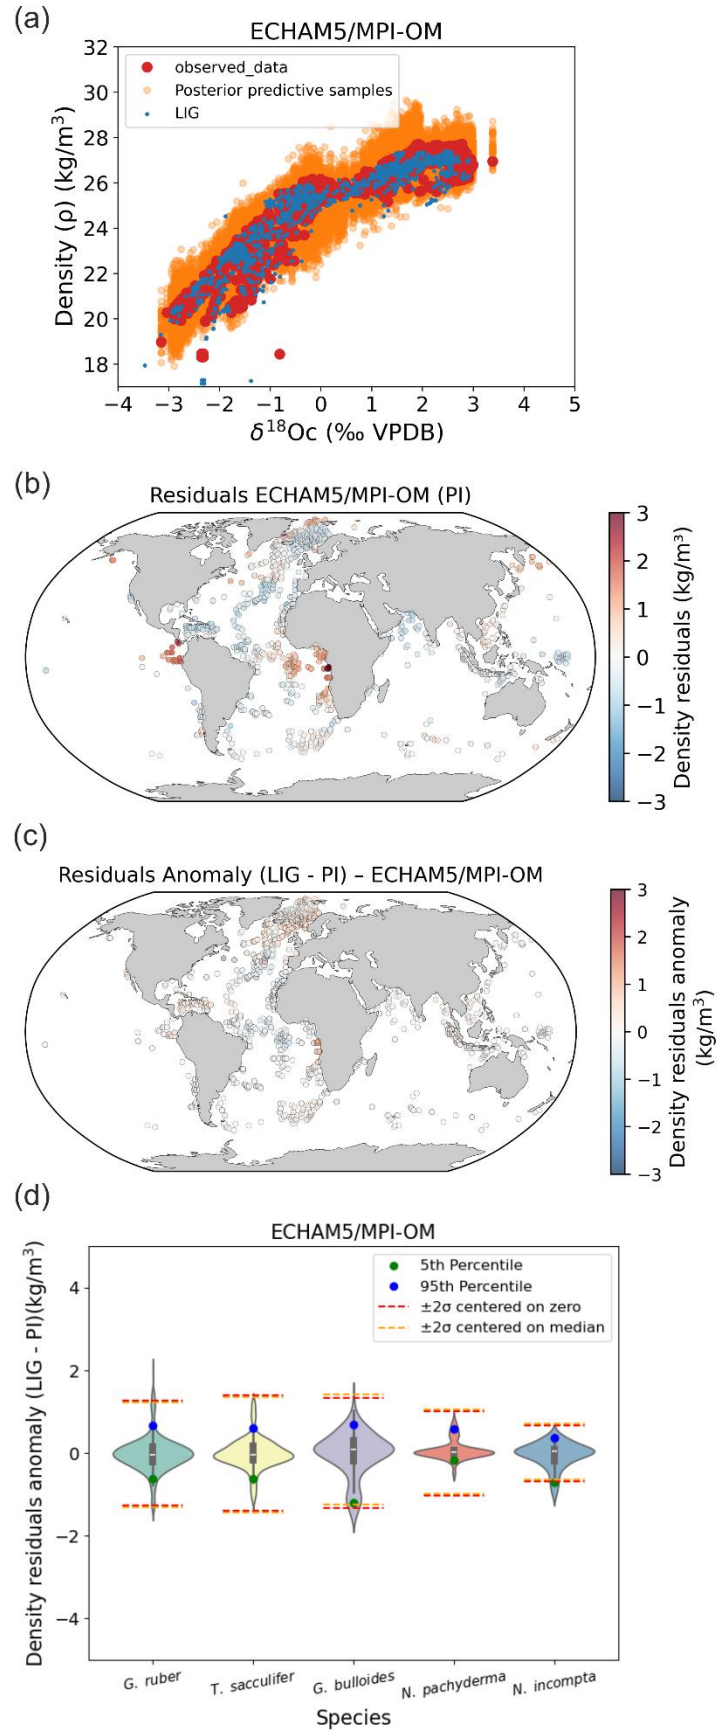 (a)
ECHAM5/MPI-OM
observed_data
Posterior predictive samples
LIG
Density (ρ) (kg/m³)
32
30
28
26
24
22
20
18
−4 −3 −2 −1 0 1 2 3 4 5
δ¹⁸Oc (‰ VPDB)
(b)
Residuals ECHAM5/MPI-OM (PI)
3
2
1
0
−1
−2
−3
Density residuals (kg/m³)
(c)
Residuals Anomaly (LIG - PI) – ECHAM5/MPI-OM
3
2
1
0
−1
−2
−3
Density residuals anomaly
(kg/m³)
(d)
ECHAM5/MPI-OM
5th Percentile
95th Percentile
±2σ centered on zero
±2σ centered on median
Density residuals anomaly (LIG - PI)(kg/m³)
4
2
0
−2
−4
G. ruber T. sacculifer G. bulloides N. pachyderma N. incompta
Species